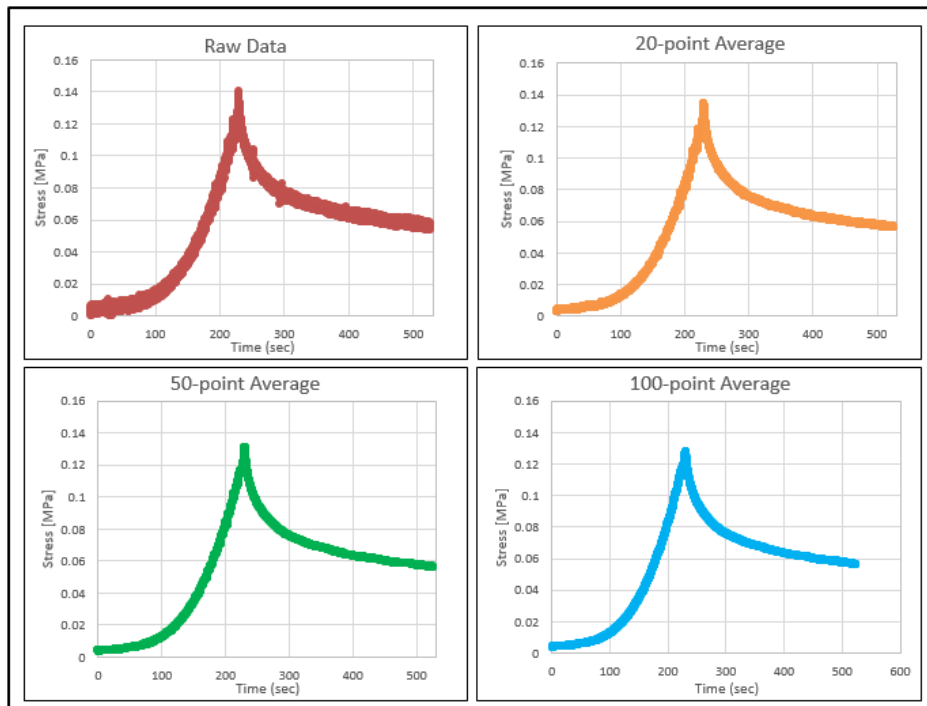 Raw Data
0.16
0.14
0.12
0.1
0.08
0.06
0.04
0.02
0
Stress [MPa]
0 100 200 300 400 500
Time (sec)
20-point Average
0.16
0.14
0.12
0.1
0.08
0.06
0.04
0.02
0
Stress [MPa]
0 100 200 300 400 500
Time (sec)
50-point Average
0.16
0.14
0.12
0.1
0.08
0.06
0.04
0.02
0
Stress [MPa]
0 100 200 300 400 500
Time (sec)
100-point Average
0.16
0.14
0.12
0.1
0.08
0.06
0.04
0.02
0
Stress [MPa]
0 100 200 300 400 500 600
Time (sec)